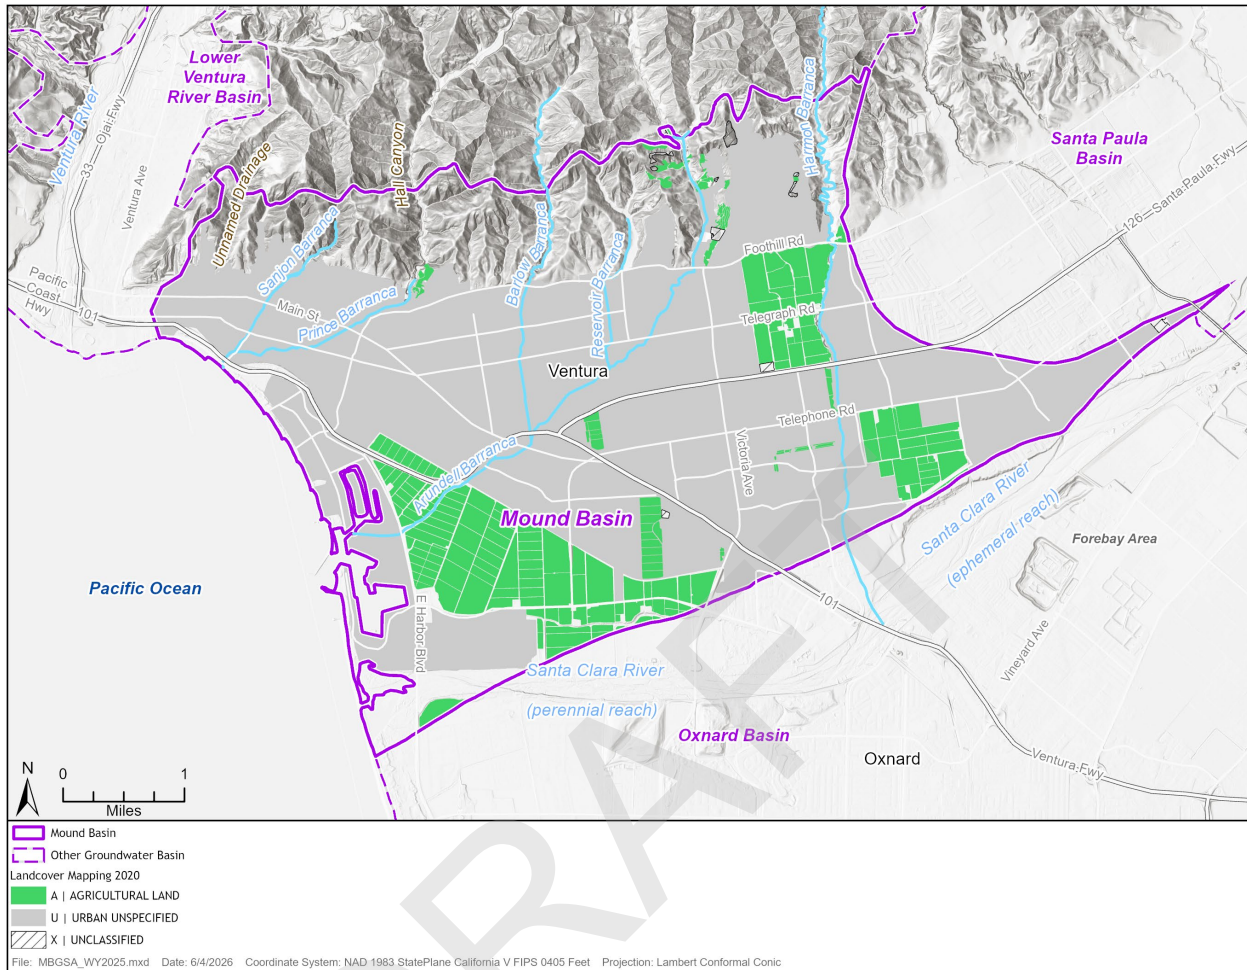 Lower
Ventura
River Basin
Ventura River
33
Ojai Fwy
Ventura Ave
Unnamed Drainage
Hall Canyon
Harmon Barranca
Santa Paula
Basin
126
Santa Paula Fwy
Sanjon Barranca
Barlow Barranca
Reservoir Barranca
Foothill Rd
Pacific
Coast
Hwy
101
Main St
Prince Barranca
Telegraph Rd
Ventura
Telephone Rd
Victoria Ave
Arundell Barranca
Mound Basin
Santa Clara River
(ephemeral reach)
Forebay Area
Pacific Ocean
E Harbor Blvd
101
Vineyard Ave
Santa Clara River
(perennial reach)
Oxnard Basin
Oxnard
Ventura Fwy
N
0 1
Miles
DRAFT
Mound Basin
Other Groundwater Basin
Landcover Mapping 2020
A | AGRICULTURAL LAND
U | URBAN UNSPECIFIED
X | UNCLASSIFIED
File: MBGSA_WY2025.mxd Date: 6/4/2026 Coordinate System: NAD 1983 StatePlane California V FIPS 0405 Feet Projection: Lambert Conformal Conic